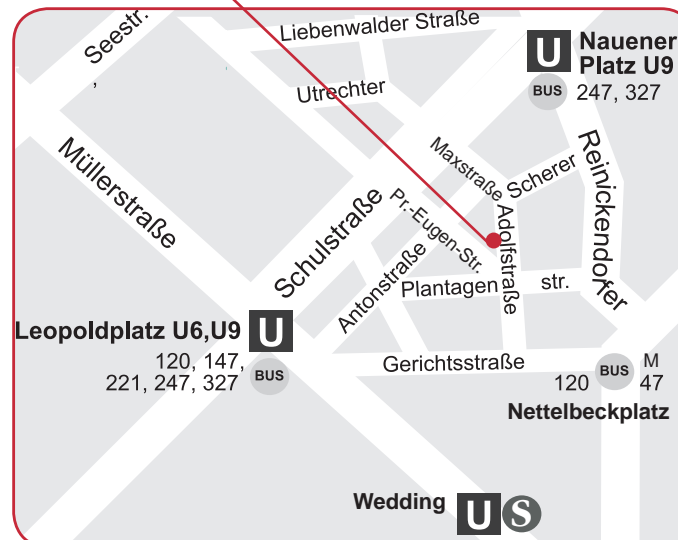 Seestr.
,
Liebenwalder Straße
U
Nauener
Platz U9
BUS
247, 327
Utrechter
Müllerstraße
Maxstraße
Scherer
Reinickendorfer
Pr.-Eugen-Str.
Adolfstraße
Schulstraße
Antonstraße
Plantagen
str.
Leopoldplatz U6,U9
U
120, 147,
221, 247, 327
BUS
Gerichtsstraße
120
BUS
M
47
Nettelbeckplatz
Wedding
U
S